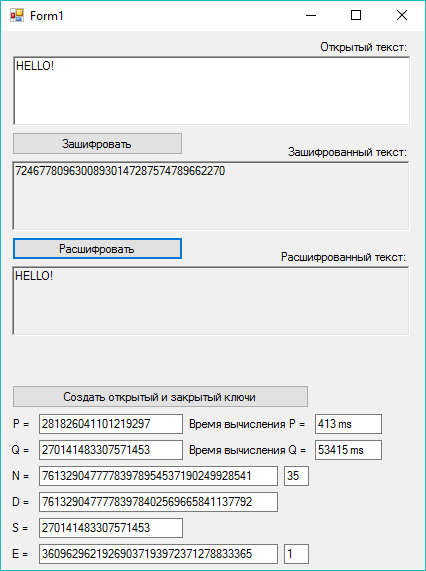 Form1
Открытый текст:
HELLO!
Зашифровать
Зашифрованный текст:
72467780963008930147287574789662270
Расшифровать
Расшифрованный текст:
HELLO!
Создать открытый и закрытый ключи
P = 281826041101219297 Время вычисления P = 413 ms
Q = 270141483307571453 Время вычисления Q = 53415 ms
N = 76132904777783978954537190249928541 35
D = 76132904777783978402569665841137792
S = 270141483307571453
E = 36096296219269037193972371278833365 1